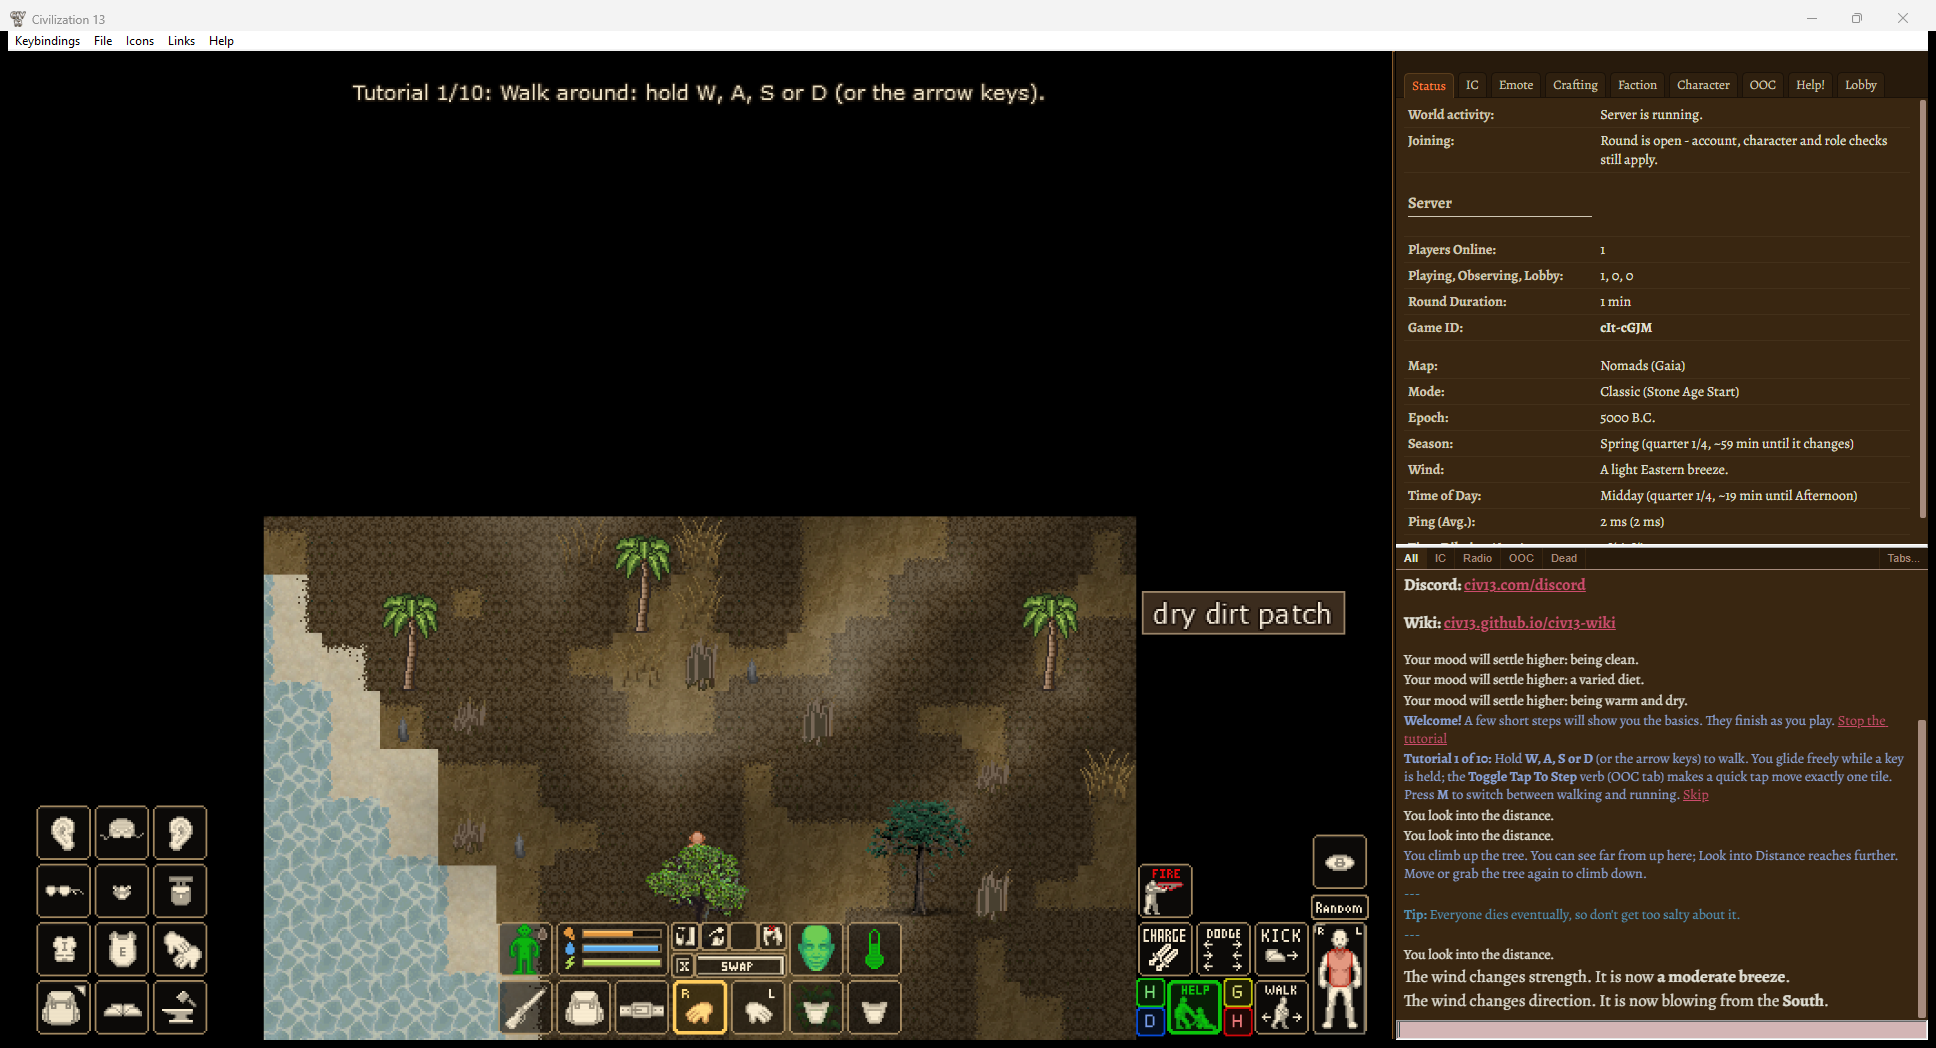 Civilization 13
Keybindings File Icons Links Help
Tutorial 1/10: Walk around: hold W, A, S or D (or the arrow keys).
dry dirt patch
R L
SWAP
X
FIRE
B
Random
CHARGE DODGE KICK
R L
H HELP G WALK
D H
Status IC Emote Crafting Faction Character OOC Help! Lobby
World activity: Server is running.
Joining: Round is open - account, character and role checks
still apply.
Server
Players Online: 1
Playing, Observing, Lobby: 1, 0, 0
Round Duration: 1 min
Game ID: cIt-cGJM
Map: Nomads (Gaia)
Mode: Classic (Stone Age Start)
Epoch: 5000 B.C.
Season: Spring (quarter 1/4, ~59 min until it changes)
Wind: A light Eastern breeze.
Time of Day: Midday (quarter 1/4, ~19 min until Afternoon)
Ping (Avg.): 2 ms (2 ms)
All IC Radio OOC Dead Tabs...
Discord: civ13.com/discord
Wiki: civ13.github.io/civ13-wiki
Your mood will settle higher: being clean.
Your mood will settle higher: a varied diet.
Your mood will settle higher: being warm and dry.
Welcome! A few short steps will show you the basics. They finish as you play. Stop the
tutorial
Tutorial 1 of 10: Hold W, A, S or D (or the arrow keys) to walk. You glide freely while a key
is held; the Toggle Tap To Step verb (OOC tab) makes a quick tap move exactly one tile.
Press M to switch between walking and running. Skip
You look into the distance.
You look into the distance.
You climb up the tree. You can see far from up here; Look into Distance reaches further.
Move or grab the tree again to climb down.
---
Tip: Everyone dies eventually, so don't get too salty about it.
---
You look into the distance.
The wind changes strength. It is now a moderate breeze.
The wind changes direction. It is now blowing from the South.